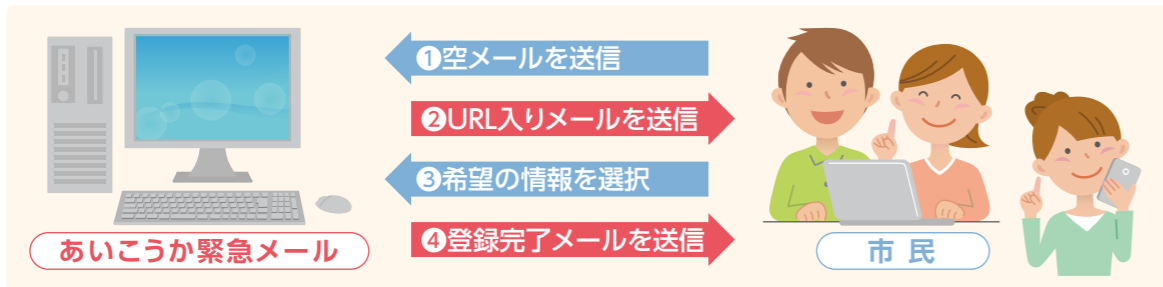 ❶空メールを送信
❷URL入りメールを送信
❸希望の情報を選択
❹登録完了メールを送信
あいこうか緊急メール
市民